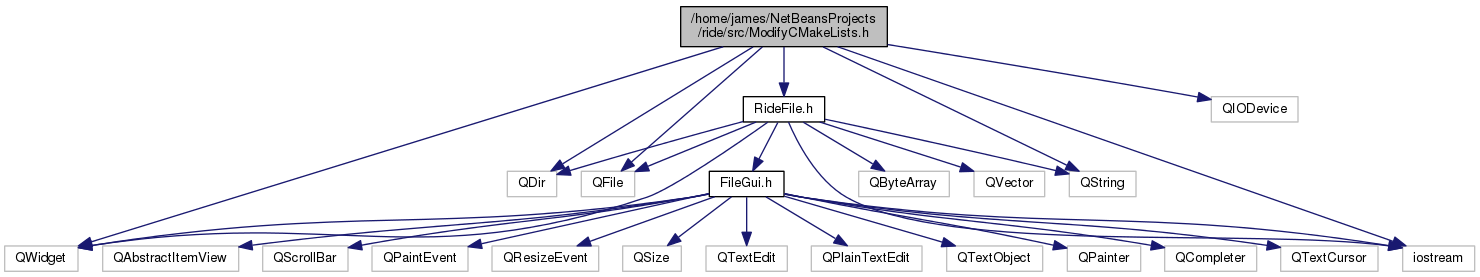 /home/james/NetBeansProjects
/ride/src/ModifyCMakeLists.h
RideFile.h
QIODevice
QDir
QFile
FileGui.h
QByteArray
QVector
QString
QWidget
QAbstractItemView
QScrollBar
QPaintEvent
QResizeEvent
QSize
QTextEdit
QPlainTextEdit
QTextObject
QPainter
QCompleter
QTextCursor
iostream